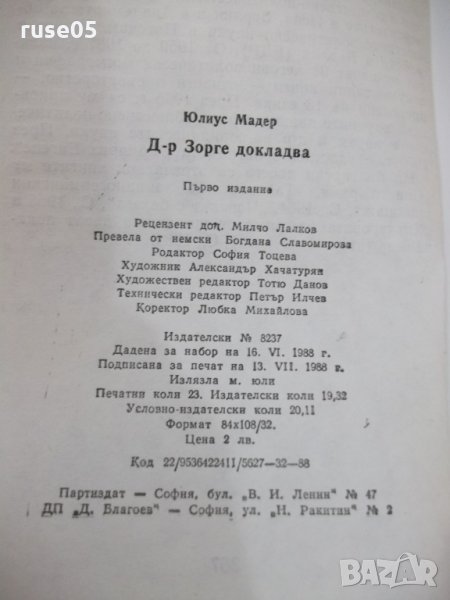 ruse05
Юлиус Мадер
Д-р Зорге докладва
Първо издание
Рецензент доц. Милчо Лалков
Превела от немски Богдана Славомирова
Родактор София Тоцева
Художник Александър Хачатурян
Художествен редактор Тотю Данов
Технически редактор Петър Илчев
Коректор Любка Михайлова
Издателски № 8237
Дадена за набор на 16. VI. 1988 г.
Подписана за печат на 13. VII. 1988 г.
Излязла м. юли
Печатни коли 23. Издателски коли 19,32
Условно-издателски коли 20,11
Формат 84x108/32.
Цена 2 лв.
Код 22/9536422411/5627—32—88
Партиздат — София, бул. „В. И. Ленин" № 47
ДП „Д. Благоев" — София, ул. „Н. Ракитин" № 2
BAZAR